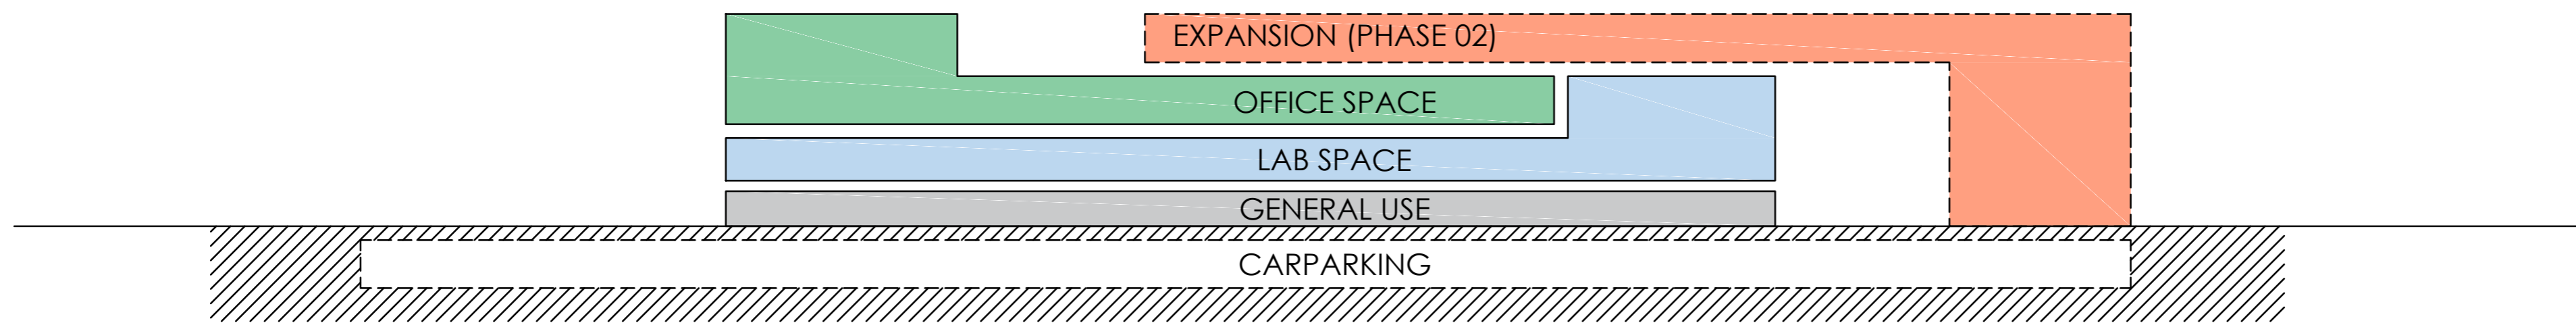 EXPANSION (PHASE 02)
OFFICE SPACE
LAB SPACE
GENERAL USE
CARPARKING